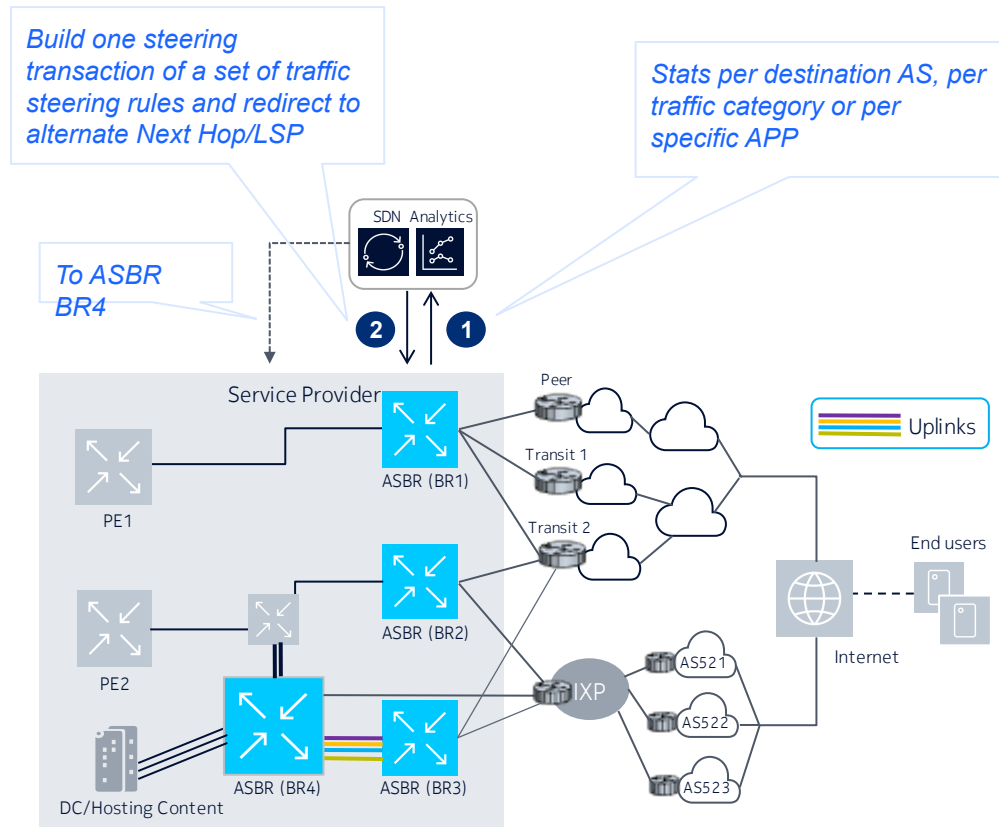 Build one steering
transaction of a set of traffic
steering rules and redirect to
alternate Next Hop/LSP
Stats per destination AS, per
traffic category or per
specific APP
To ASBR
BR4
SDN Analytics
2
1
Service Provider
Peer
Uplinks
ASBR (BR1)
Transit 1
PE1
Transit 2
End users
ASBR (BR2)
Internet
PE2
IXP
AS521
AS522
AS523
ASBR (BR4)
ASBR (BR3)
DC/Hosting Content